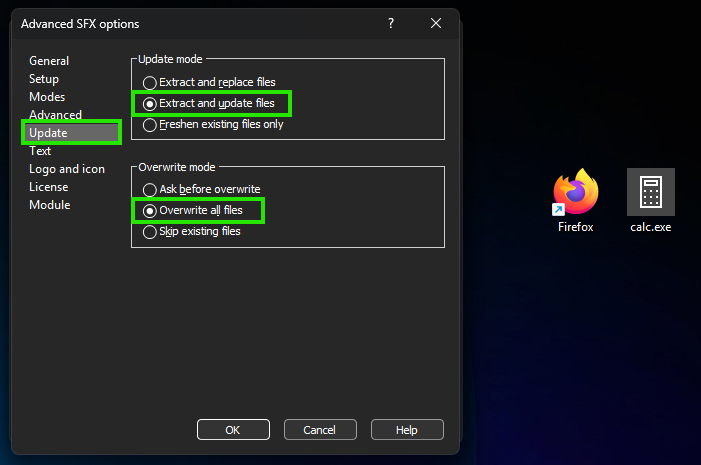 Advanced SFX options
?
General
Setup
Modes
Advanced
Update
Text
Logo and icon
License
Module
Update mode
Extract and replace files
Extract and update files
Freshen existing files only
Overwrite mode
Ask before overwrite
Overwrite all files
Skip existing files
OK
Cancel
Help
Firefox
calc.exe